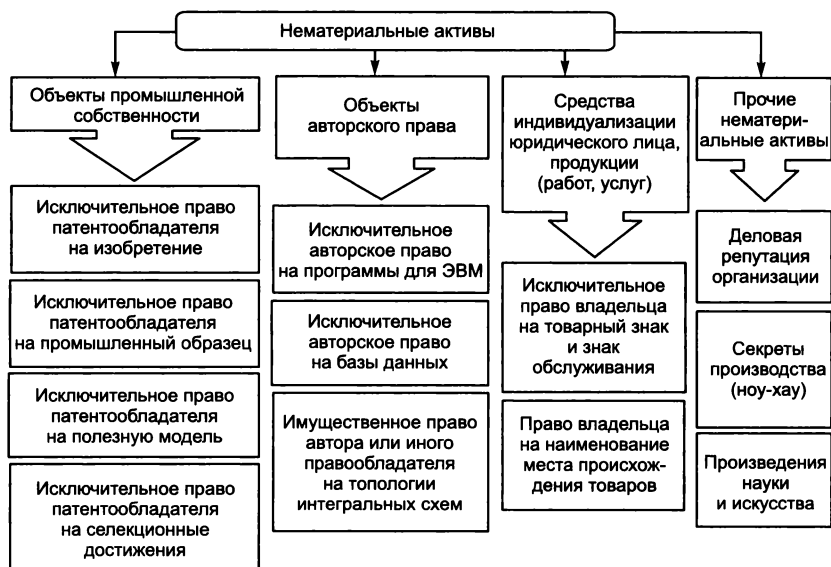 Нематериальные активы
Объекты промышленной
собственности
Исключительное право
патентообладателя
на изобретение
Исключительное право
патентообладателя
на промышленный образец
Исключительное право
патентообладателя
на полезную модель
Исключительное право
патентообладателя
на селекционные
достижения
Объекты
авторского права
Исключительное
авторское право
на программы для ЭВМ
Исключительное
авторское право
на базы данных
Имущественное право
автора или иного
правообладателя
на топологии
интегральных схем
Средства
индивидуализации
юридического лица,
продукции
(работ, услуг)
Исключительное
право владельца
на товарный знак
и знак
обслуживания
Право владельца
на наименование
места происхож-
дения товаров
Прочие
нематери-
альные активы
Деловая
репутация
организации
Секреты
производства
(ноу-хау)
Произведения
науки
и искусства